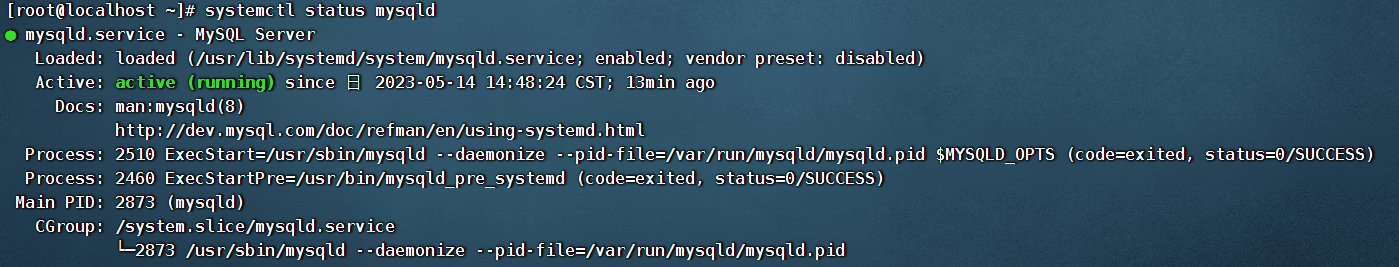 [root@localhost ~]# systemctl status mysqld
● mysqld.service - MySQL Server
Loaded: loaded (/usr/lib/systemd/system/mysqld.service; enabled; vendor preset: disabled)
Active: active (running) since 日 2023-05-14 14:48:24 CST; 13min ago
Docs: man:mysqld(8)
http://dev.mysql.com/doc/refman/en/using-systemd.html
Process: 2510 ExecStart=/usr/sbin/mysqld --daemonize --pid-file=/var/run/mysqld/mysqld.pid $MYSQLD_OPTS (code=exited, status=0/SUCCESS)
Process: 2460 ExecStartPre=/usr/bin/mysqld_pre_systemd (code=exited, status=0/SUCCESS)
Main PID: 2873 (mysqld)
CGroup: /system.slice/mysqld.service
└─2873 /usr/sbin/mysqld --daemonize --pid-file=/var/run/mysqld/mysqld.pid